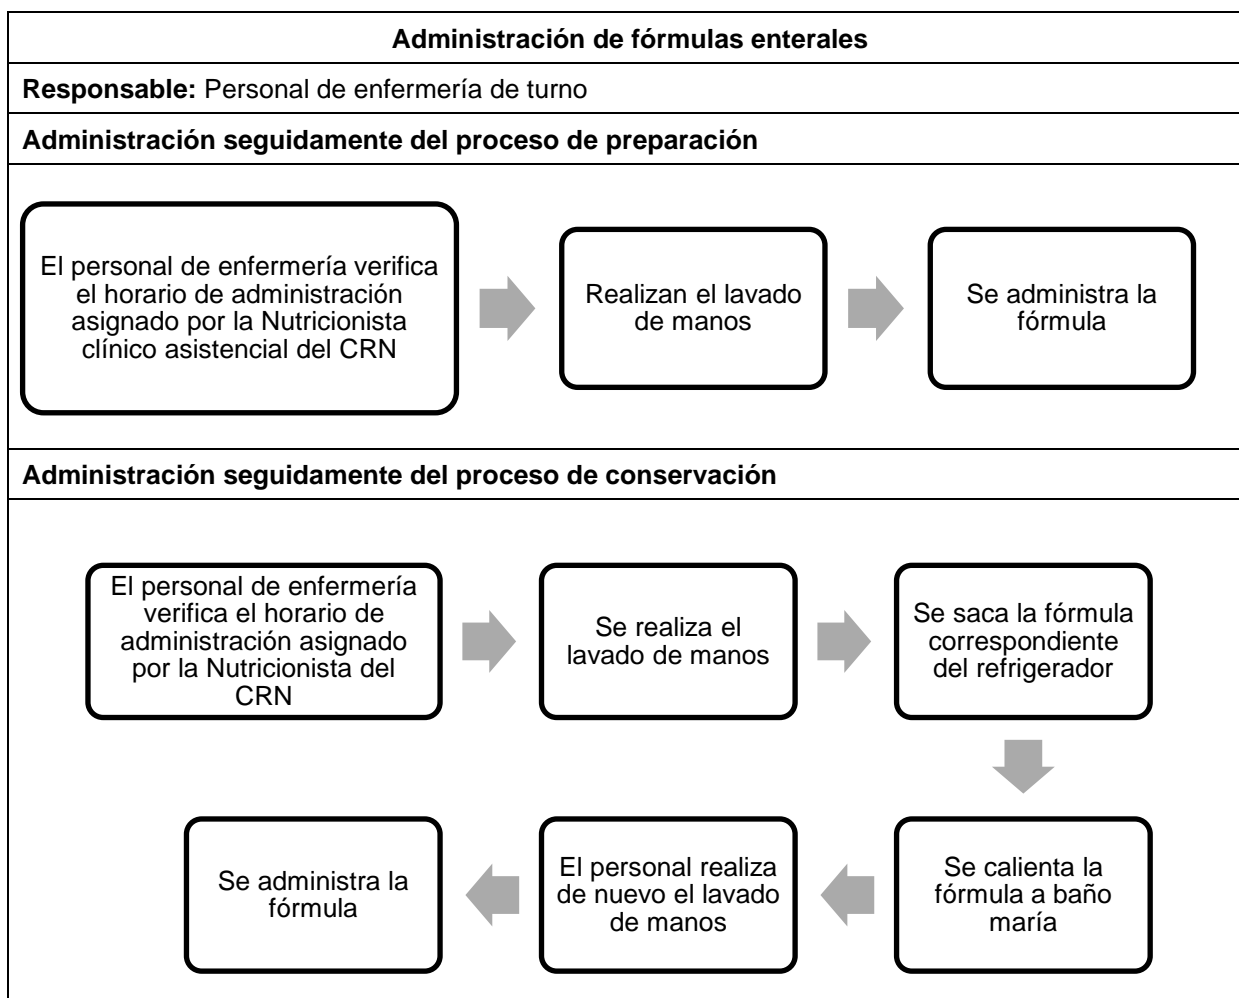 Administración de fórmulas enterales
Responsable: Personal de enfermería de turno
Administración seguidamente del proceso de preparación
El personal de enfermería verifica
el horario de administración
asignado por la Nutricionista
clínico asistencial del CRN
Realizan el lavado
de manos
Se administra la
fórmula
Administración seguidamente del proceso de conservación
El personal de enfermería
verifica el horario de
administración asignado
por la Nutricionista del
CRN
Se realiza el
lavado de manos
Se saca la fórmula
correspondiente
del refrigerador
Se calienta la
fórmula a baño
maría
El personal realiza
de nuevo el lavado
de manos
Se administra la
fórmula